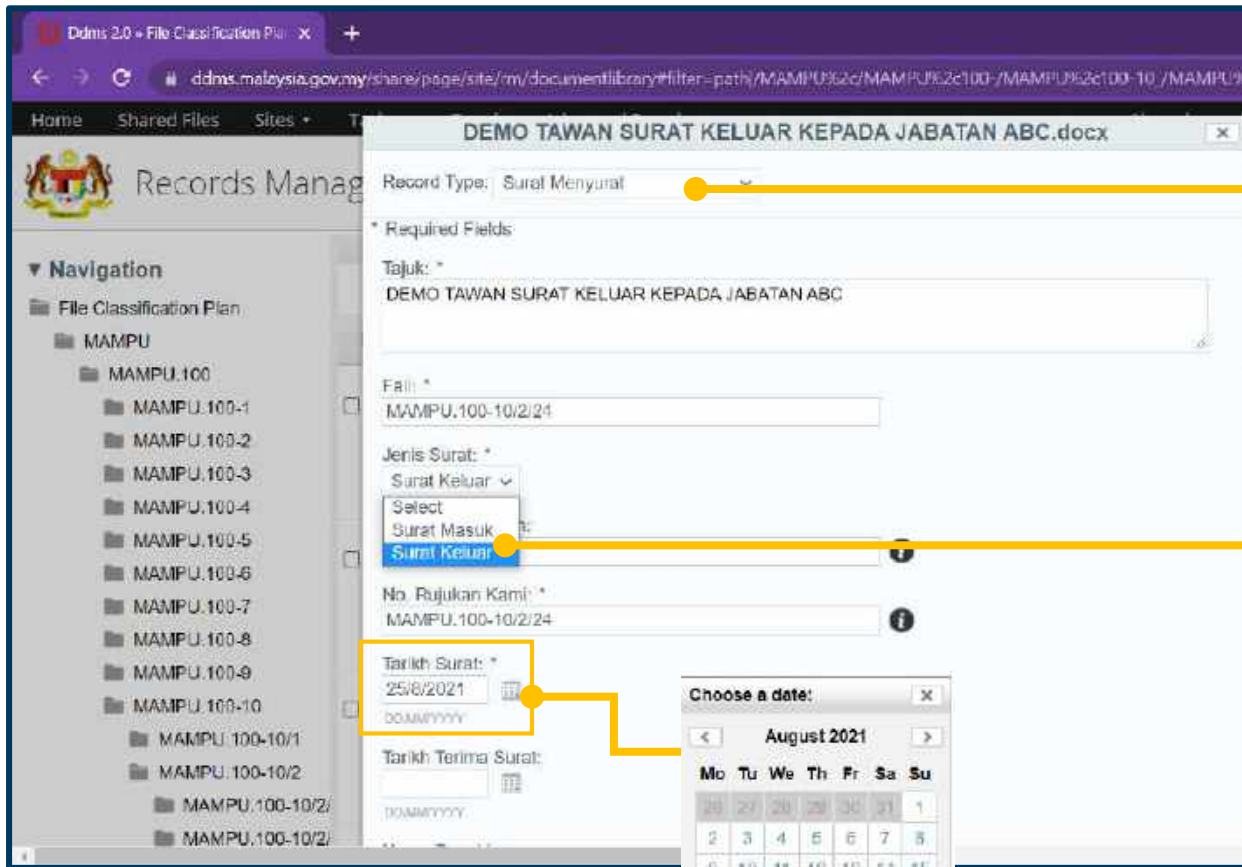 Ddms 2.0 » File Classification Pla
ddms.malaysia.gov.my/share/page/site/rm/documentlibrary#filter=path|/MAMPU%2c/MAMPU%2c100-/MAMPU%2c100-10_/MAMPU%
Home Shared Files Sites
DEMO TAWAN SURAT KELUAR KEPADA JABATAN ABC.docx
Records Manag
Record Type: Surat Menyurat
* Required Fields
Navigation
File Classification Plan
MAMPU
MAMPU.100
MAMPU.100-1
MAMPU.100-2
MAMPU.100-3
MAMPU.100-4
MAMPU.100-5
MAMPU.100-6
MAMPU.100-7
MAMPU.100-8
MAMPU.100-9
MAMPU.100-10
MAMPU.100-10/1
MAMPU.100-10/2
MAMPU.100-10/2/
MAMPU.100-10/2/
Tajuk: *
DEMO TAWAN SURAT KELUAR KEPADA JABATAN ABC
Fail: *
MAMPU.100-10/2/24
Jenis Surat: *
Surat Keluar
Select
Surat Masuk
Surat Keluar
No. Rujukan Kami: *
MAMPU.100-10/2/24
Tarikh Surat: *
25/8/2021
DD/MM/YYYY
Tarikh Terima Surat:
DD/MM/YYYY
Choose a date:
August 2021
Mo Tu We Th Fr Sa Su
26 27 28 29 30 31 1
2 3 4 5 6 7 8